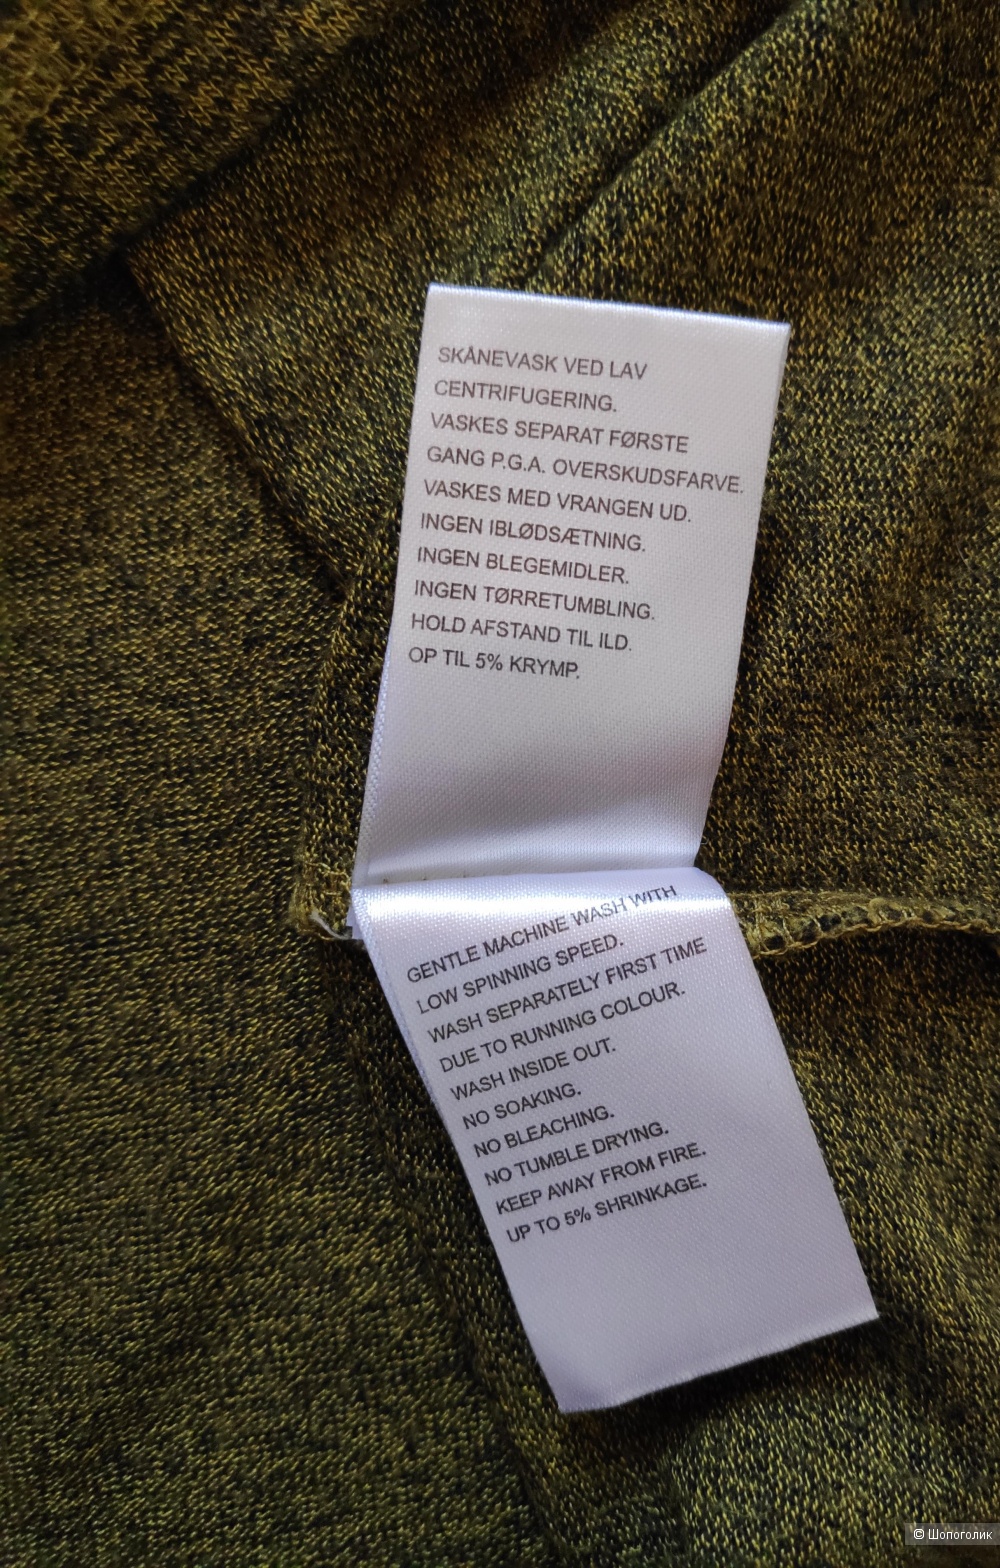 SKÅNEVASK VED LAV
CENTRIFUGERING.
VASKES SEPARAT FØRSTE
GANG P.G.A. OVERSKUDSFARVE.
VASKES MED VRANGEN UD.
INGEN IBLØDSÆTNING.
INGEN BLEGEMIDLER.
INGEN TØRRETUMBLING.
HOLD AFSTAND TIL ILD.
OP TIL 5% KRYMP.
GENTLE MACHINE WASH WITH
LOW SPINNING SPEED.
WASH SEPARATELY FIRST TIME
DUE TO RUNNING COLOUR.
WASH INSIDE OUT.
NO SOAKING.
NO BLEACHING.
NO TUMBLE DRYING.
KEEP AWAY FROM FIRE.
UP TO 5% SHRINKAGE.
© Шопоголик